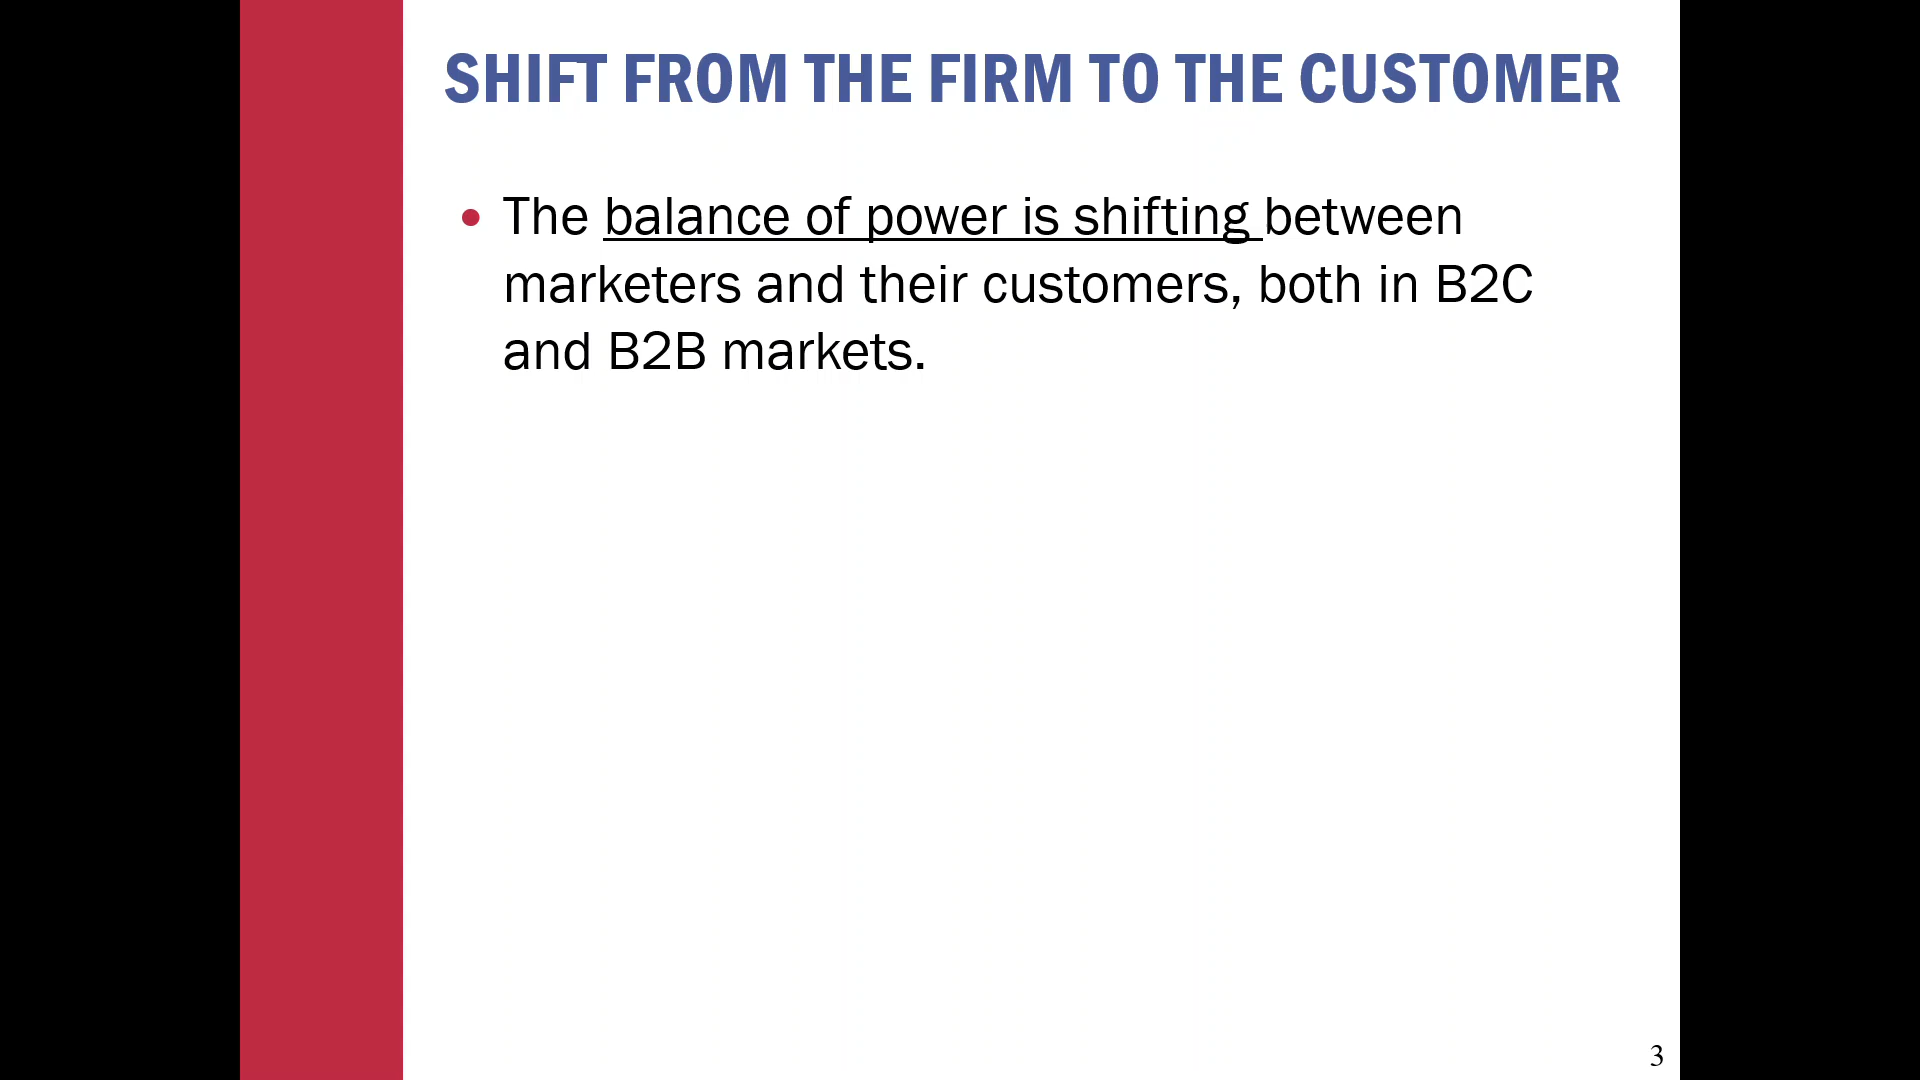 SHIFT FROM THE FIRM TO THE CUSTOMER
• The balance of power is shifting between
marketers and their customers, both in B2C
and B2B markets.
3